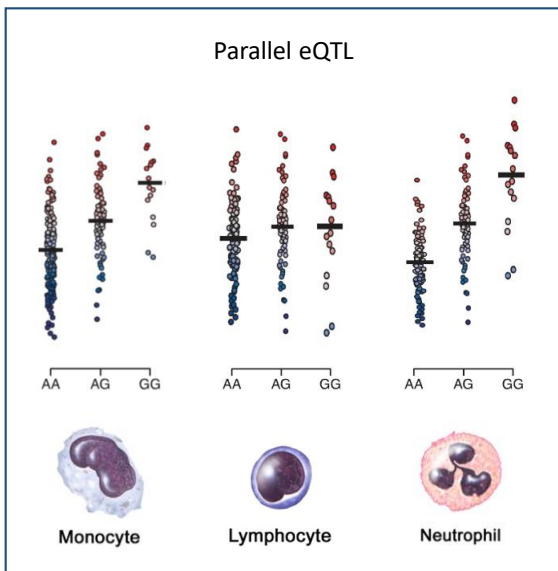 Parallel eQTL
AA AG GG
AA AG GG
AA AG GG
Monocyte
Lymphocyte
Neutrophil